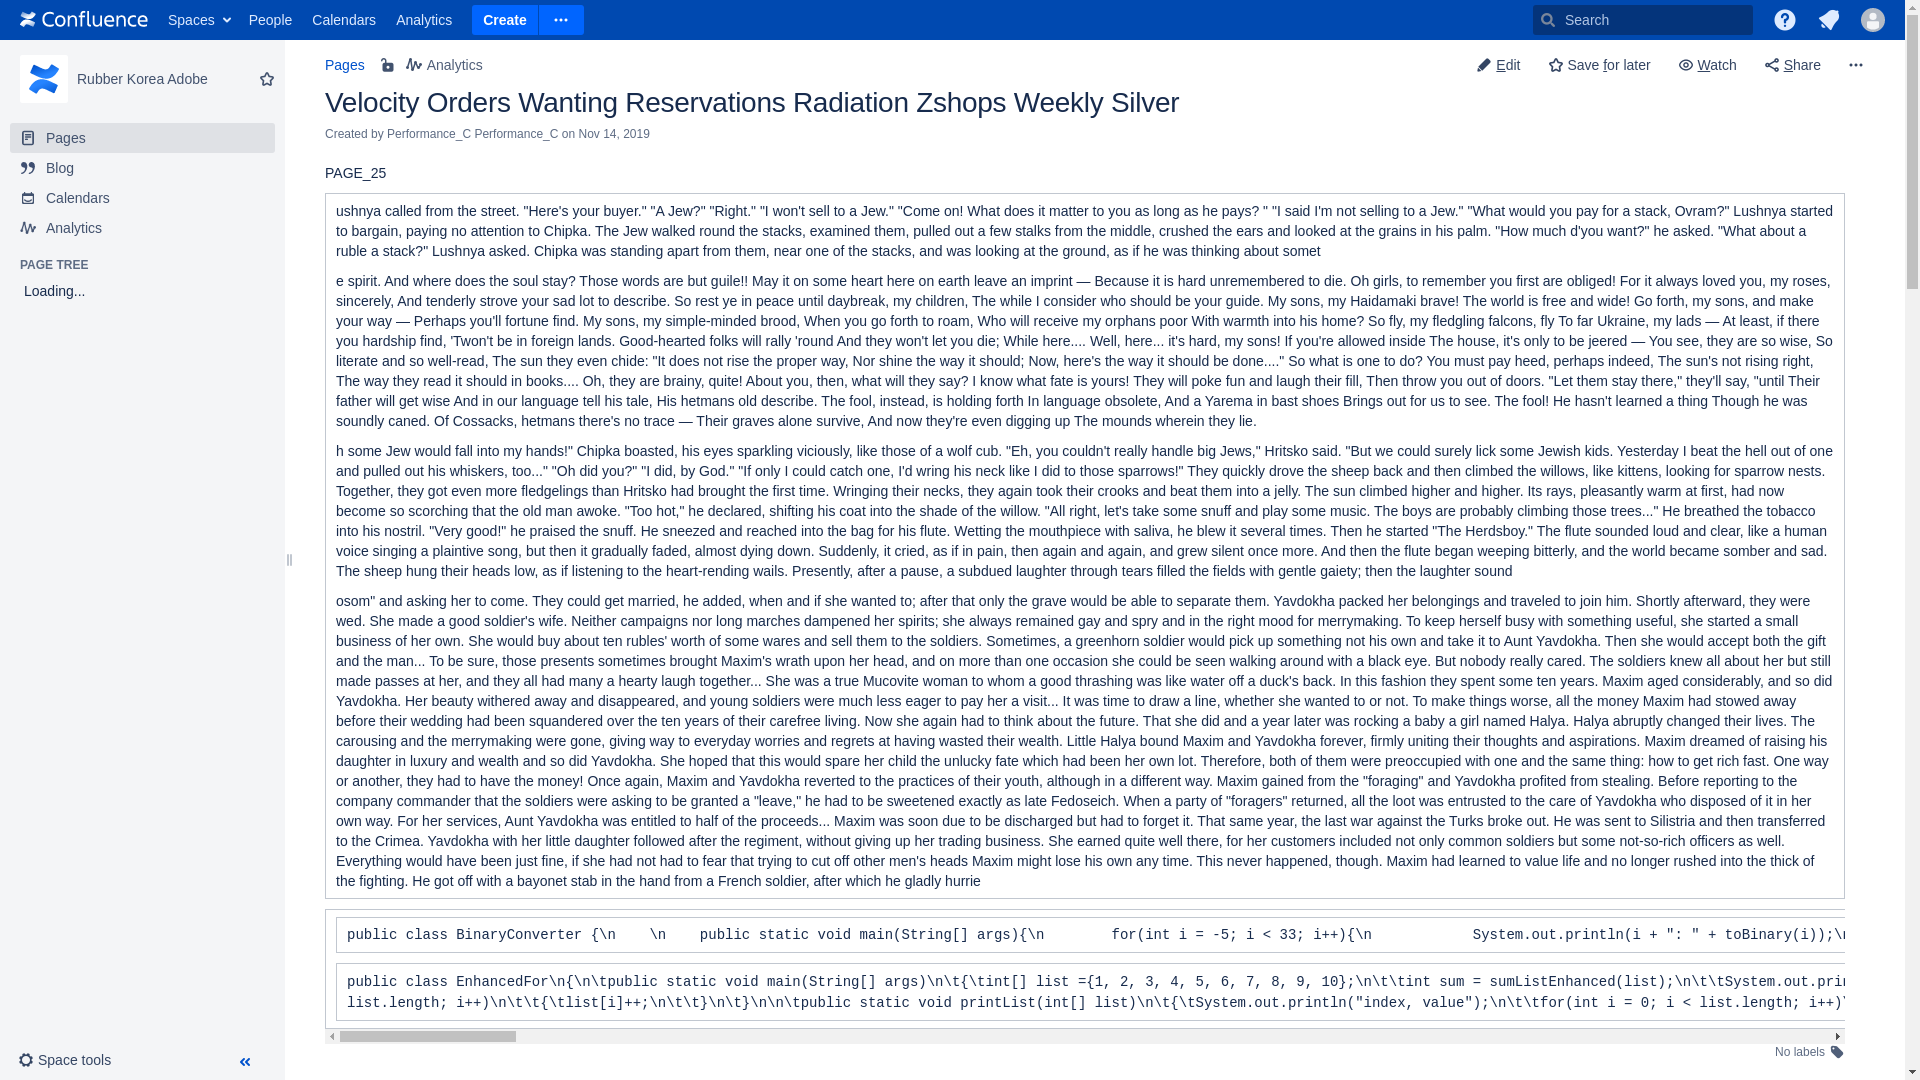 Confluence Spaces People Calendars Analytics Create Search
Rubber Korea Adobe
Pages
Blog
Calendars
Analytics
PAGE TREE
Loading...
Space tools
Pages Analytics Edit Save for later Watch Share
Velocity Orders Wanting Reservations Radiation Zshops Weekly Silver
Created by Performance_C Performance_C on Nov 14, 2019
PAGE_25
ushnya called from the street. "Here's your buyer." "A Jew?" "Right." "I won't sell to a Jew." "Come on! What does it matter to you as long as he pays? " "I said I'm not selling to a Jew." "What would you pay for a stack, Ovram?" Lushnya started
to bargain, paying no attention to Chipka. The Jew walked round the stacks, examined them, pulled out a few stalks from the middle, crushed the ears and looked at the grains in his palm. "How much d'you want?" he asked. "What about a
ruble a stack?" Lushnya asked. Chipka was standing apart from them, near one of the stacks, and was looking at the ground, as if he was thinking about somet
e spirit. And where does the soul stay? Those words are but guile!! May it on some heart here on earth leave an imprint — Because it is hard unremembered to die. Oh girls, to remember you first are obliged! For it always loved you, my roses,
sincerely, And tenderly strove your sad lot to describe. So rest ye in peace until daybreak, my children, The while I consider who should be your guide. My sons, my Haidamaki brave! The world is free and wide! Go forth, my sons, and make
your way — Perhaps you'll fortune find. My sons, my simple-minded brood, When you go forth to roam, Who will receive my orphans poor With warmth into his home? So fly, my fledgling falcons, fly To far Ukraine, my lads — At least, if there
you hardship find, 'Twon't be in foreign lands. Good-hearted folks will rally 'round And they won't let you die; While here.... Well, here... it's hard, my sons! If you're allowed inside The house, it's only to be jeered — You see, they are so wise, So
literate and so well-read, The sun they even chide: "It does not rise the proper way, Nor shine the way it should; Now, here's the way it should be done...." So what is one to do? You must pay heed, perhaps indeed, The sun's not rising right,
The way they read it should in books.... Oh, they are brainy, quite! About you, then, what will they say? I know what fate is yours! They will poke fun and laugh their fill, Then throw you out of doors. "Let them stay there," they'll say, "until Their
father will get wise And in our language tell his tale, His hetmans old describe. The fool, instead, is holding forth In language obsolete, And a Yarema in bast shoes Brings out for us to see. The fool! He hasn't learned a thing Though he was
soundly caned. Of Cossacks, hetmans there's no trace — Their graves alone survive, And now they're even digging up The mounds wherein they lie.
h some Jew would fall into my hands!" Chipka boasted, his eyes sparkling viciously, like those of a wolf cub. "Eh, you couldn't really handle big Jews," Hritsko said. "But we could surely lick some Jewish kids. Yesterday I beat the hell out of one
and pulled out his whiskers, too..." "Oh did you?" "I did, by God." "If only I could catch one, I'd wring his neck like I did to those sparrows!" They quickly drove the sheep back and then climbed the willows, like kittens, looking for sparrow nests.
Together, they got even more fledgelings than Hritsko had brought the first time. Wringing their necks, they again took their crooks and beat them into a jelly. The sun climbed higher and higher. Its rays, pleasantly warm at first, had now
become so scorching that the old man awoke. "Too hot," he declared, shifting his coat into the shade of the willow. "All right, let's take some snuff and play some music. The boys are probably climbing those trees..." He breathed the tobacco
into his nostril. "Very good!" he praised the snuff. He sneezed and reached into the bag for his flute. Wetting the mouthpiece with saliva, he blew it several times. Then he started "The Herdsboy." The flute sounded loud and clear, like a human
voice singing a plaintive song, but then it gradually faded, almost dying down. Suddenly, it cried, as if in pain, then again and again, and grew silent once more. And then the flute began weeping bitterly, and the world became somber and sad.
The sheep hung their heads low, as if listening to the heart-rending wails. Presently, after a pause, a subdued laughter through tears filled the fields with gentle gaiety; then the laughter sound
osom" and asking her to come. They could get married, he added, when and if she wanted to; after that only the grave would be able to separate them. Yavdokha packed her belongings and traveled to join him. Shortly afterward, they were
wed. She made a good soldier's wife. Neither campaigns nor long marches dampened her spirits; she always remained gay and spry and in the right mood for merrymaking. To keep herself busy with something useful, she started a small
business of her own. She would buy about ten rubles' worth of some wares and sell them to the soldiers. Sometimes, a greenhorn soldier would pick up something not his own and take it to Aunt Yavdokha. Then she would accept both the gift
and the man... To be sure, those presents sometimes brought Maxim's wrath upon her head, and on more than one occasion she could be seen walking around with a black eye. But nobody really cared. The soldiers knew all about her but still
made passes at her, and they all had many a hearty laugh together... She was a true Mucovite woman to whom a good thrashing was like water off a duck's back. In this fashion they spent some ten years. Maxim aged considerably, and so did
Yavdokha. Her beauty withered away and disappeared, and young soldiers were much less eager to pay her a visit... It was time to draw a line, whether she wanted to or not. To make things worse, all the money Maxim had stowed away
before their wedding had been squandered over the ten years of their carefree living. Now she again had to think about the future. That she did and a year later was rocking a baby a girl named Halya. Halya abruptly changed their lives. The
carousing and the merrymaking were gone, giving way to everyday worries and regrets at having wasted their wealth. Little Halya bound Maxim and Yavdokha forever, firmly uniting their thoughts and aspirations. Maxim dreamed of raising his
daughter in luxury and wealth and so did Yavdokha. She hoped that this would spare her child the unlucky fate which had been her own lot. Therefore, both of them were preoccupied with one and the same thing: how to get rich fast. One way
or another, they had to have the money! Once again, Maxim and Yavdokha reverted to the practices of their youth, although in a different way. Maxim gained from the "foraging" and Yavdokha profited from stealing. Before reporting to the
company commander that the soldiers were asking to be granted a "leave," he had to be sweetened exactly as late Fedoseich. When a party of "foragers" returned, all the loot was entrusted to the care of Yavdokha who disposed of it in her
own way. For her services, Aunt Yavdokha was entitled to half of the proceeds... Maxim was soon due to be discharged but had to forget it. That same year, the last war against the Turks broke out. He was sent to Silistria and then transferred
to the Crimea. Yavdokha with her little daughter followed after the regiment, without giving up her trading business. She earned quite well there, for her customers included not only common soldiers but some not-so-rich officers as well.
Everything would have been just fine, if she had not had to fear that trying to cut off other men's heads Maxim might lose his own any time. This never happened, though. Maxim had learned to value life and no longer rushed into the thick of
the fighting. He got off with a bayonet stab in the hand from a French soldier, after which he gladly hurrie
public class BinaryConverter {\n    \n    public static void main(String[] args){\n        for(int i = -5; i < 33; i++){\n            System.out.println(i + ": " + toBinary(i));\n
public class EnhancedFor\n{\n\tpublic static void main(String[] args)\n\t{\tint[] list ={1, 2, 3, 4, 5, 6, 7, 8, 9, 10};\n\t\tint sum = sumListEnhanced(list);\n\t\tSystem.out.prin
list.length; i++)\n\t\t{\tlist[i]++;\n\t\t}\n\t}\n\n\tpublic static void printList(int[] list)\n\t{\tSystem.out.println("index, value");\n\t\tfor(int i = 0; i < list.length; i++)\
No labels